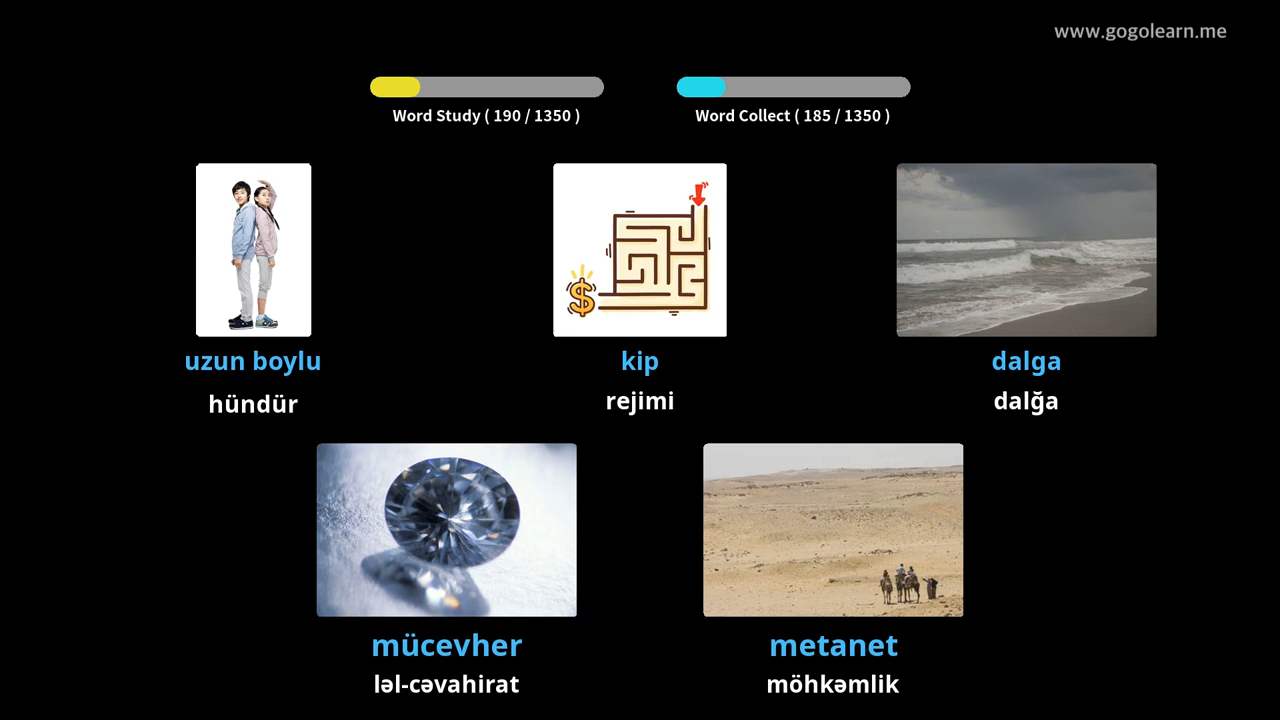 www.gogolearn.me
Word Study ( 190 / 1350 )
Word Collect ( 185 / 1350 )
uzun boylu
hündür
kip
rejimi
dalga
dalğa
$
mücevher
ləl-cəvahirat
metanet
möhkəmlik